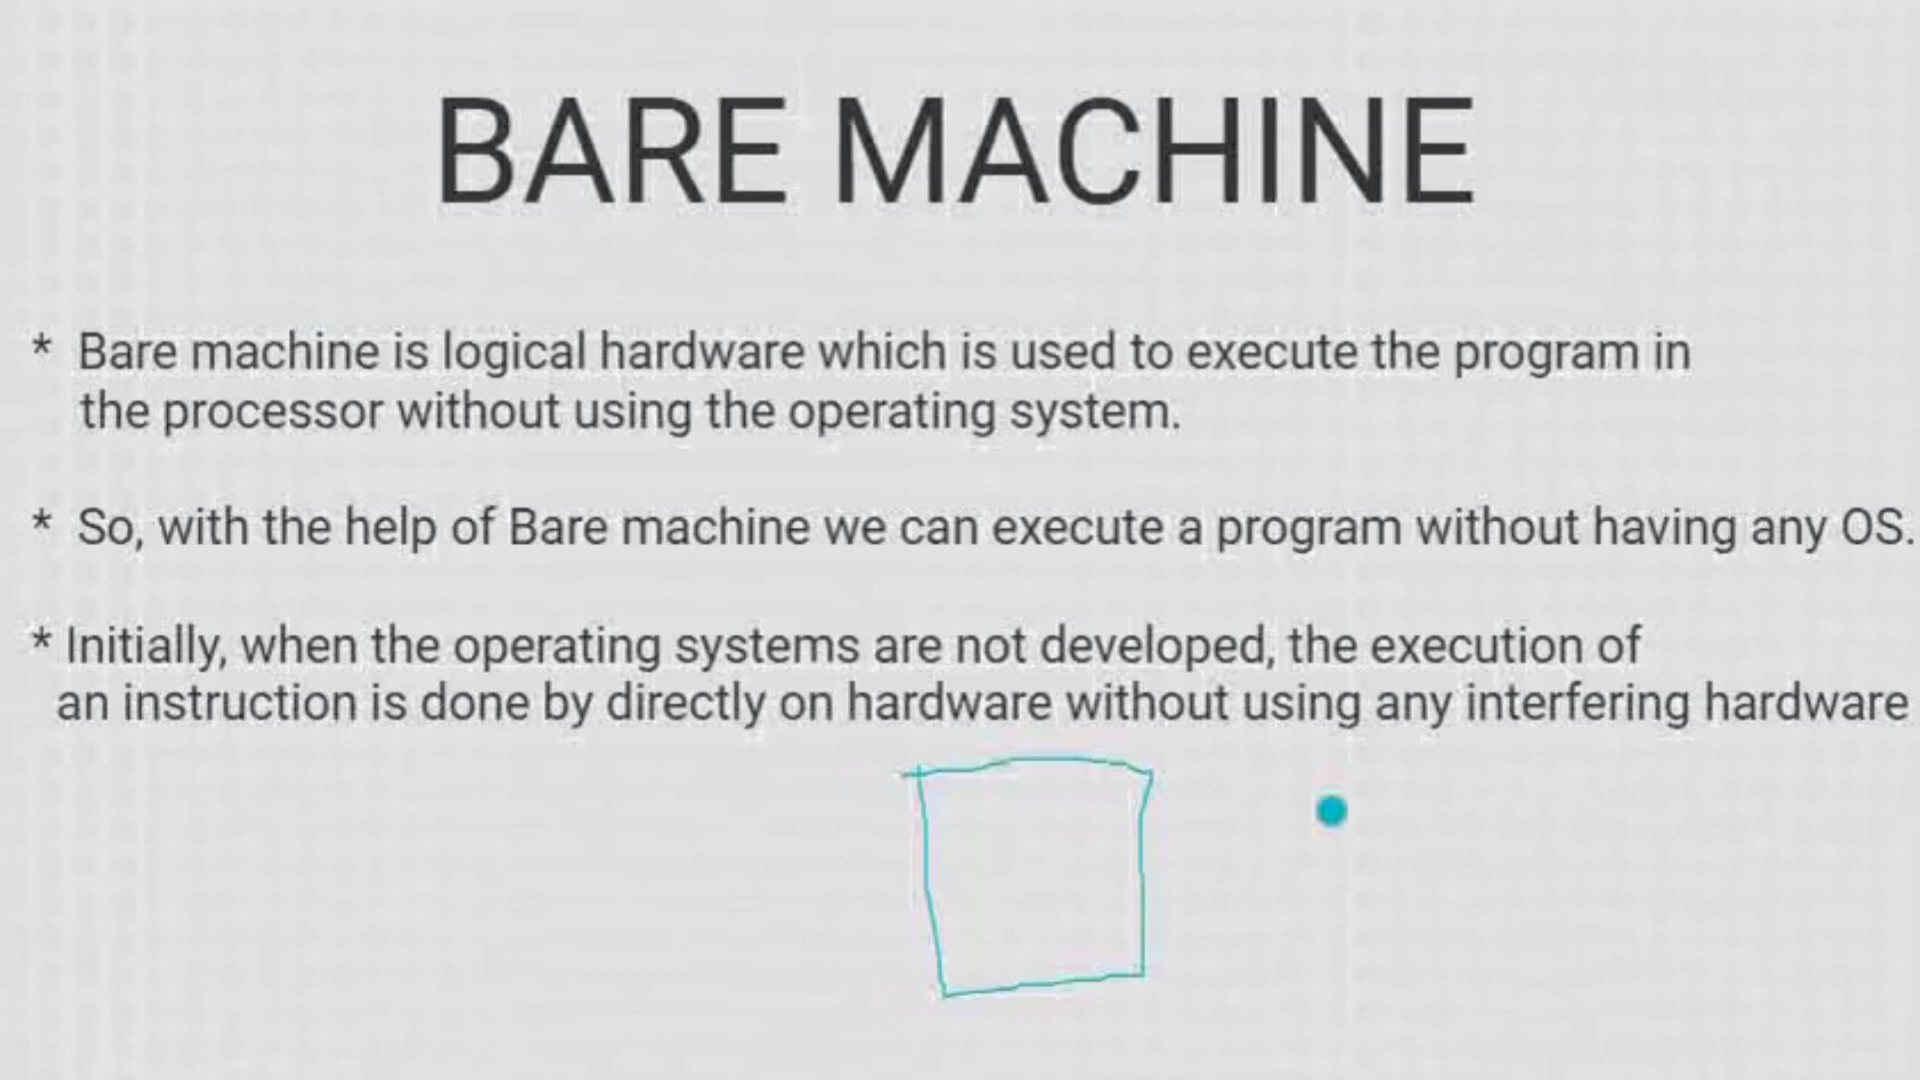 BARE MACHINE
* Bare machine is logical hardware which is used to execute the program in
the processor without using the operating system.
* So, with the help of Bare machine we can execute a program without having any OS.
* Initially, when the operating systems are not developed, the execution of
an instruction is done by directly on hardware without using any interfering hardware